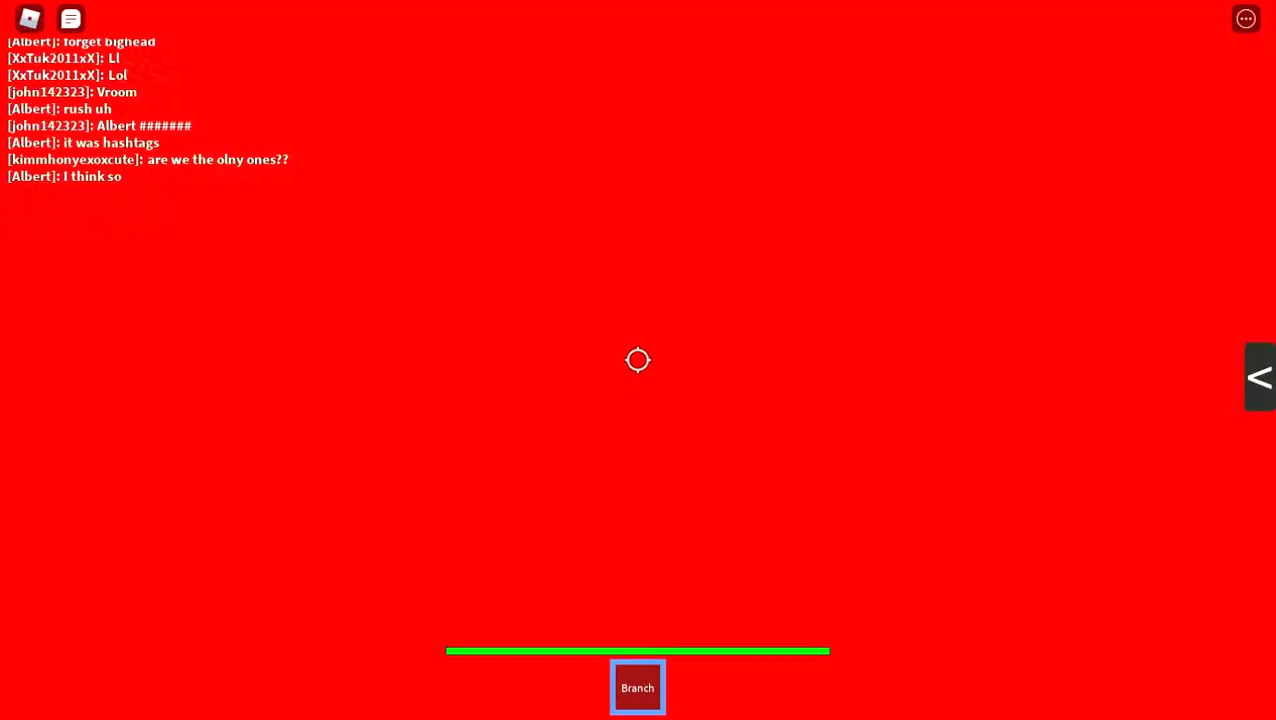 [Albert]: forget bighead
[XxTuk2011xX]: Ll
[XxTuk2011xX]: Lol
[john142323]: Vroom
[Albert]: rush uh
[john142323]: Albert #######
[Albert]: it was hashtags
[kimmhonyexoxcute]: are we the olny ones??
[Albert]: I think so
<
Branch